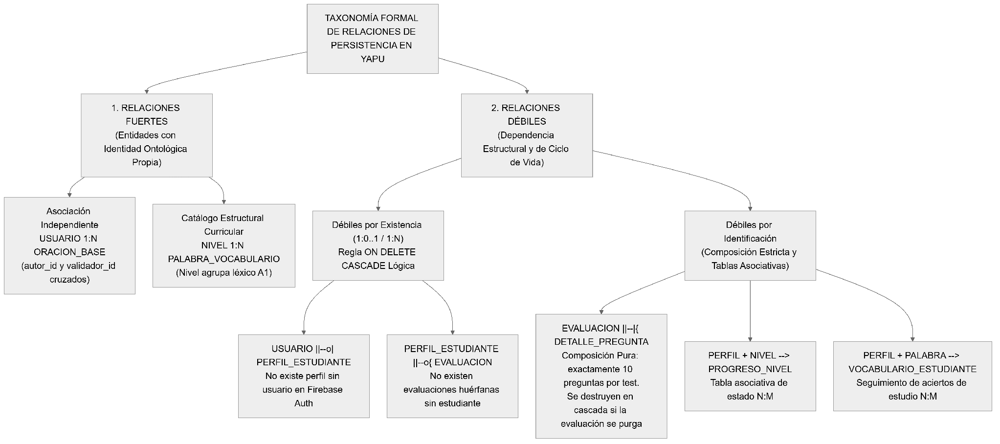 TAXONOMÍA FORMAL
DE RELACIONES DE
PERSISTENCIA EN
YAPU
1. RELACIONES
FUERTES
(Entidades con
Identidad Ontológica
Propia)
2. RELACIONES
DÉBILES
(Dependencia
Estructural y de Ciclo
de Vida)
Asociación
Independiente
USUARIO 1:N
ORACION_BASE
(autor_id y validador_id
cruzados)
Catálogo Estructural
Curricular
NIVEL 1:N
PALABRA_VOCABULARIO
(Nivel agrupa léxico A1)
Débiles por Existencia
(1:0..1 / 1:N)
Regla ON DELETE
CASCADE Lógica
Débiles por
Identificación
(Composición Estricta y
Tablas Asociativas)
USUARIO ||--o|
PERFIL_ESTUDIANTE
No existe perfil sin
usuario en Firebase
Auth
PERFIL_ESTUDIANTE
||--o{ EVALUACION
No existen
evaluaciones huérfanas
sin estudiante
EVALUACION ||--|{
DETALLE_PREGUNTA
Composición Pura:
exactamente 10
preguntas por test.
Se destruyen en
cascada si la
evaluación se purga
PERFIL + NIVEL -->
PROGRESO_NIVEL
Tabla asociativa de
estado N:M
PERFIL + PALABRA -->
VOCABULARIO_ESTUDIANTE
Seguimiento de aciertos de
estudio N:M